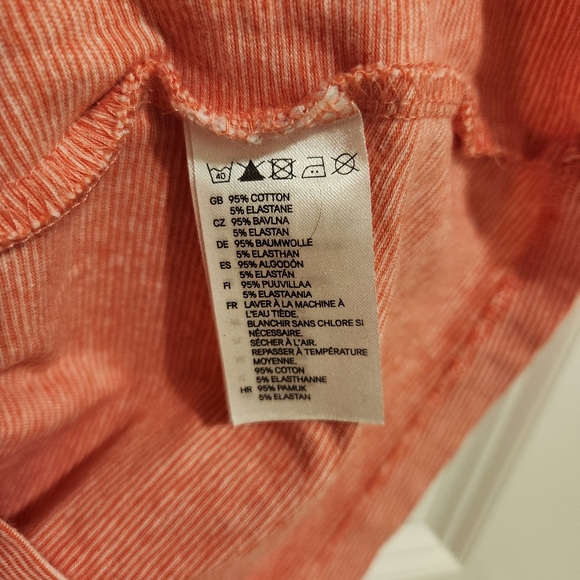 40
GB 95% COTTON
5% ELASTANE
CZ 95% BAVLNA
5% ELASTAN
DE 95% BAUMWOLLE
5% ELASTHAN
ES 95% ALGODÓN
5% ELASTÁN
FI 95% PUUVILLAA
5% ELASTAANIA
FR LAVER À LA MACHINE À
L'EAU TIÈDE.
BLANCHIR SANS CHLORE SI
NÉCESSAIRE.
SÉCHER À L'AIR.
REPASSER À TEMPÉRATURE
MOYENNE.
95% COTON
5% ELASTHANNE
HR 95% PAMUK
5% ELASTAN